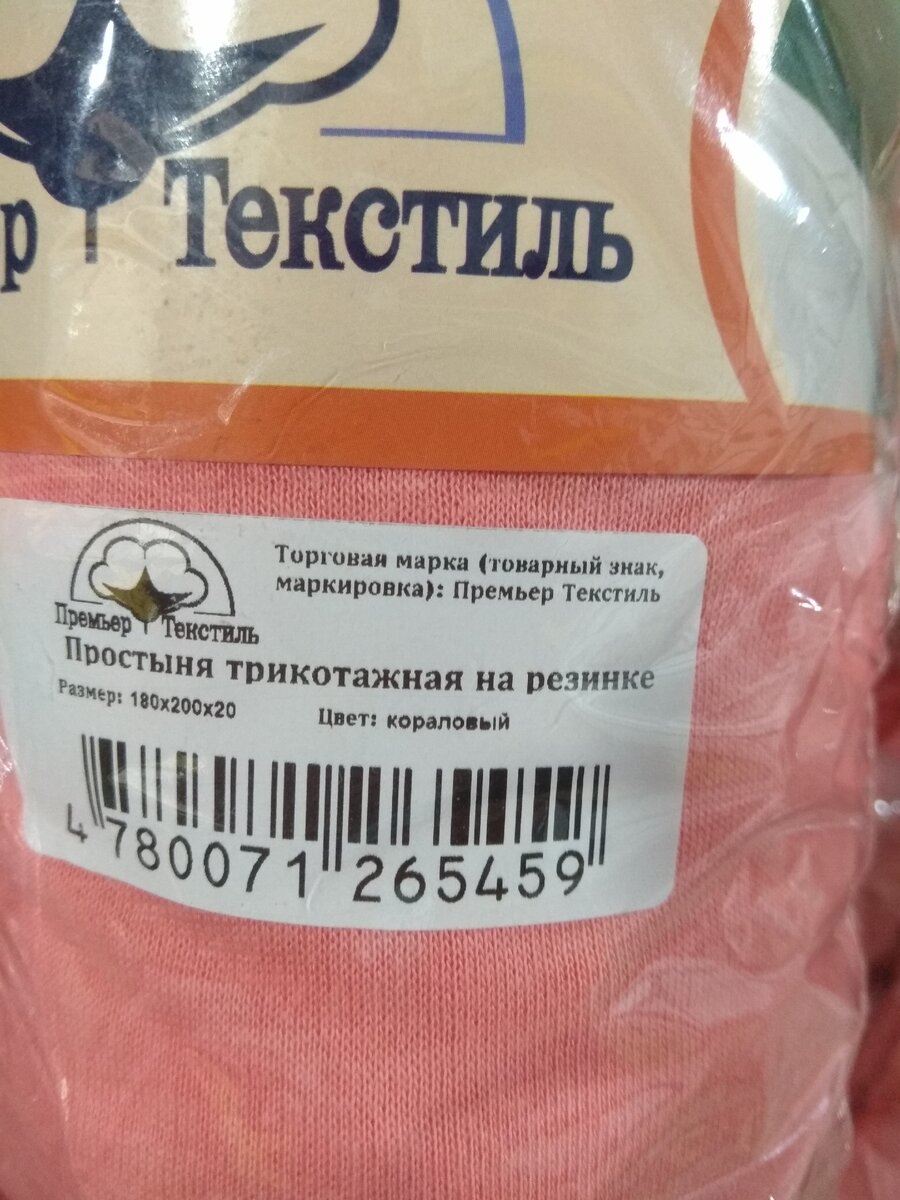 р Текстиль
Торговая марка (товарный знак,
маркировка): Премьер Текстиль
Премьер Текстиль
Простыня трикотажная на резинке
Размер: 180х200х20
Цвет: кораловый
4 780071 265459